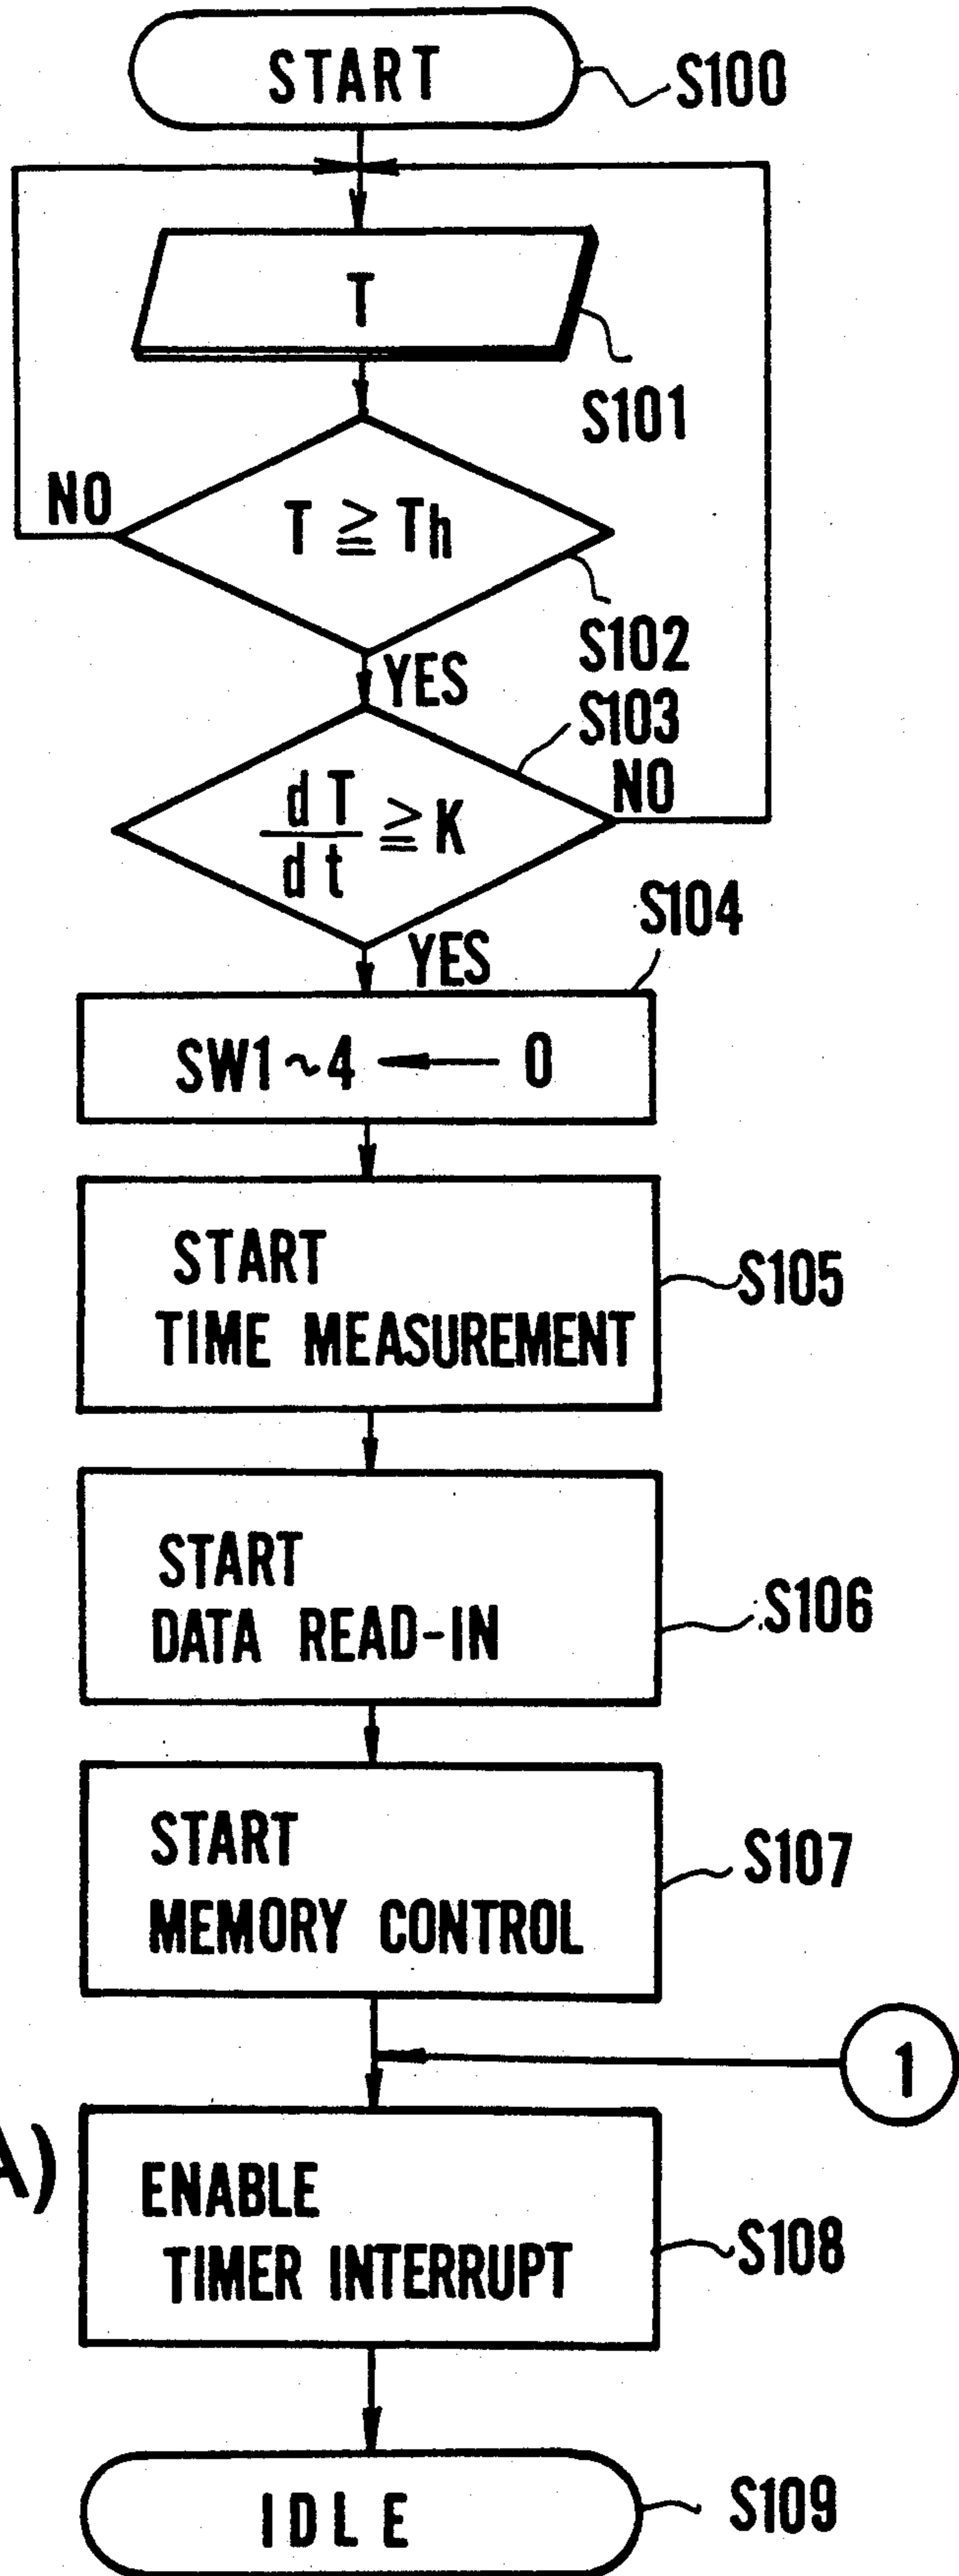 START
S100
T
S101
NO
T ≧ Th
S102
YES
S103
dT
dt
≧ K
NO
S104
YES
SW1~4 ← 0
START
TIME MEASUREMENT
S105
START
DATA READ-IN
S106
START
MEMORY CONTROL
S107
1
A)
ENABLE
TIMER INTERRUPT
S108
IDLE
S109